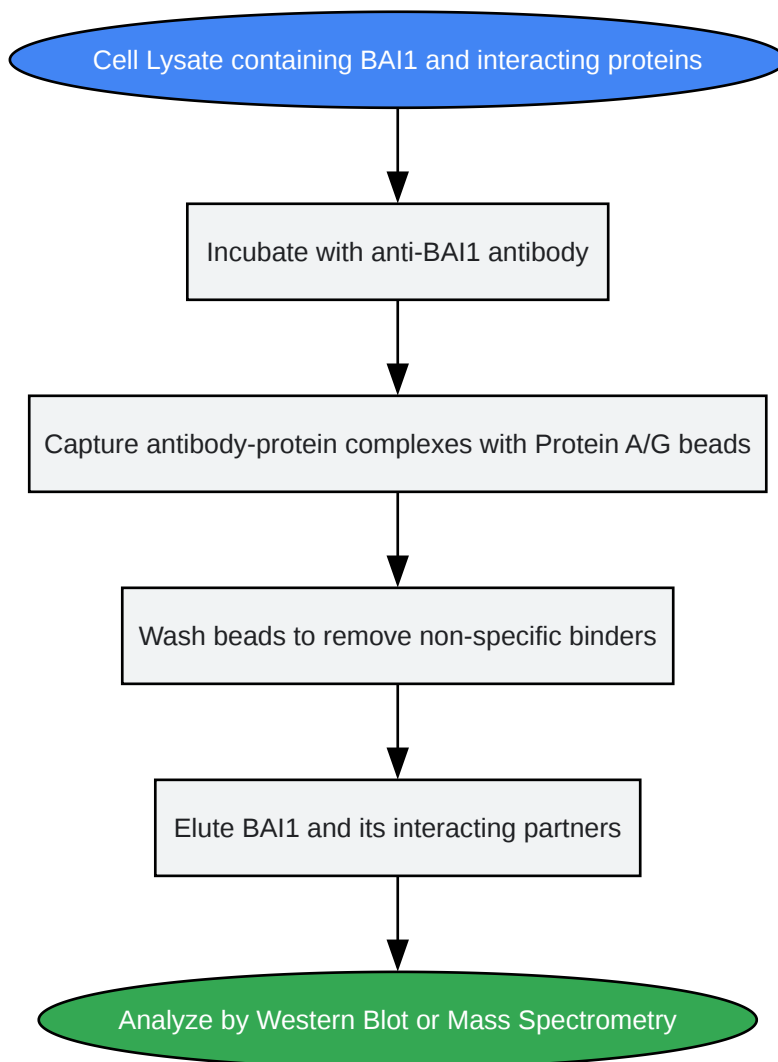 Cell Lysate containing BAI1 and interacting proteins
Incubate with anti-BAI1 antibody
Capture antibody-protein complexes with Protein A/G beads
Wash beads to remove non-specific binders
Elute BAI1 and its interacting partners
Analyze by Western Blot or Mass Spectrometry